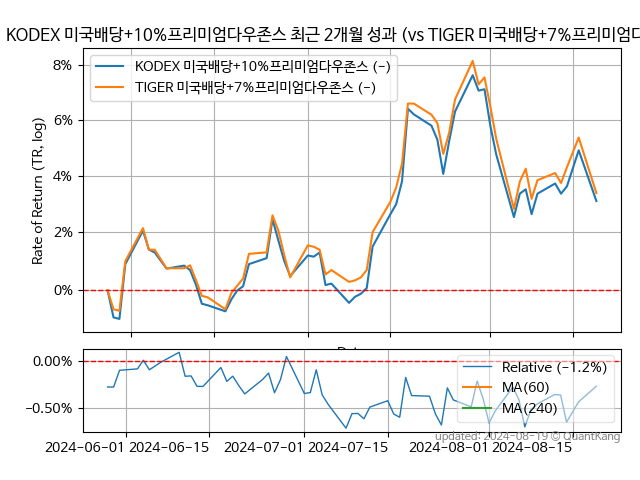 KODEX 미국배당+10%프리미엄다우존스 최근 2개월 성과 (vs TIGER 미국배당+7%프리미엄다
KODEX 미국배당+10%프리미엄다우존스 (-)
TIGER 미국배당+7%프리미엄다우존스 (-)
Rate of Return (TR, log)
8%
6%
4%
2%
0%
0.00%
-0.50%
Relative (-1.2%)
MA(60)
MA(240)
2024-06-01 2024-06-15 2024-07-01 2024-07-15 2024-08-01 2024-08-15
updated: 2024-08-19 © QuantKang